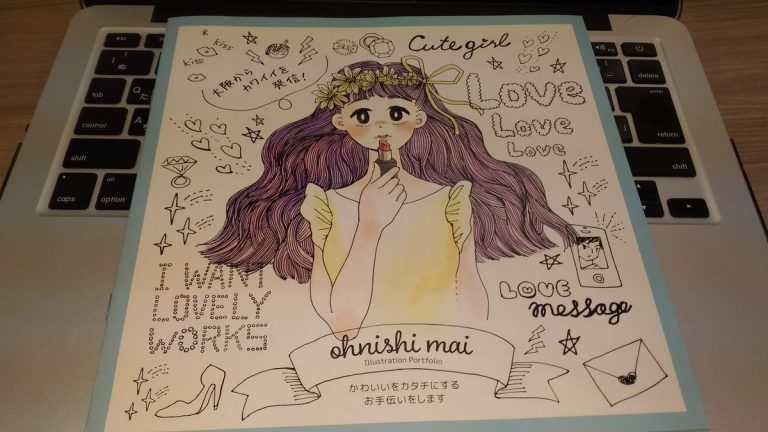 kiss
kiss
kiss
大阪から
カワイイを
発信!
Cute girl
LOVE
LOVE
Love
I WANT
LOVELY
WORKS
LOVE
message
ohnishi mai
Illustration Portfolio
かわいいをカタチにする
お手伝いをします
esc
tab
control
shift
caps
option
delete
return
shift